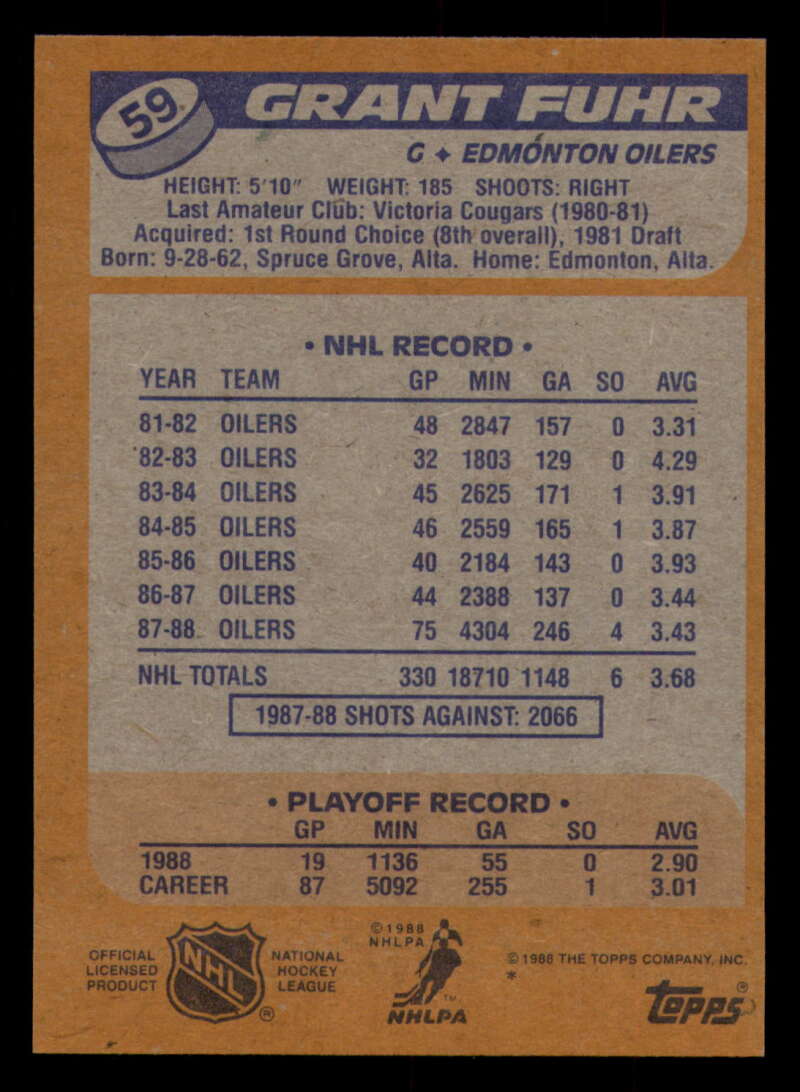 59
GRANT FUHR
G ✦ EDMONTON OILERS
HEIGHT: 5'10" WEIGHT: 185 SHOOTS: RIGHT
Last Amateur Club: Victoria Cougars (1980-81)
Acquired: 1st Round Choice (8th overall), 1981 Draft
Born: 9-28-62, Spruce Grove, Alta. Home: Edmonton, Alta.
• NHL RECORD •
YEAR TEAM GP MIN GA SO AVG
81-82 OILERS 48 2847 157 0 3.31
82-83 OILERS 32 1803 129 0 4.29
83-84 OILERS 45 2625 171 1 3.91
84-85 OILERS 46 2559 165 1 3.87
85-86 OILERS 40 2184 143 0 3.93
86-87 OILERS 44 2388 137 0 3.44
87-88 OILERS 75 4304 246 4 3.43
NHL TOTALS 330 18710 1148 6 3.68
1987-88 SHOTS AGAINST: 2066
• PLAYOFF RECORD •
GP MIN GA SO AVG
1988 19 1136 55 0 2.90
CAREER 87 5092 255 1 3.01
OFFICIAL
LICENSED
PRODUCT
NHL
®
NATIONAL
HOCKEY
LEAGUE
© 1988
NHLPA
TM
NHLPA
© 1988 THE TOPPS COMPANY, INC.
*
topps®